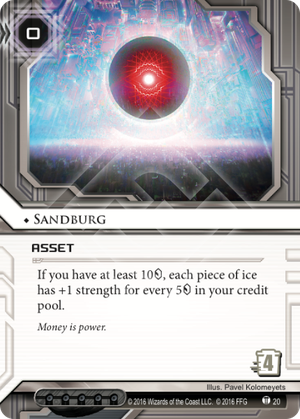 0
SANDBURG
ASSET
If you have at least 10, each piece of ice
has +1 strength for every 5 in your credit
pool.
Money is power.
4
Illus. Pavel Kolomeyets
© 2016 Wizards of the Coast LLC. © 2016 FFG 20